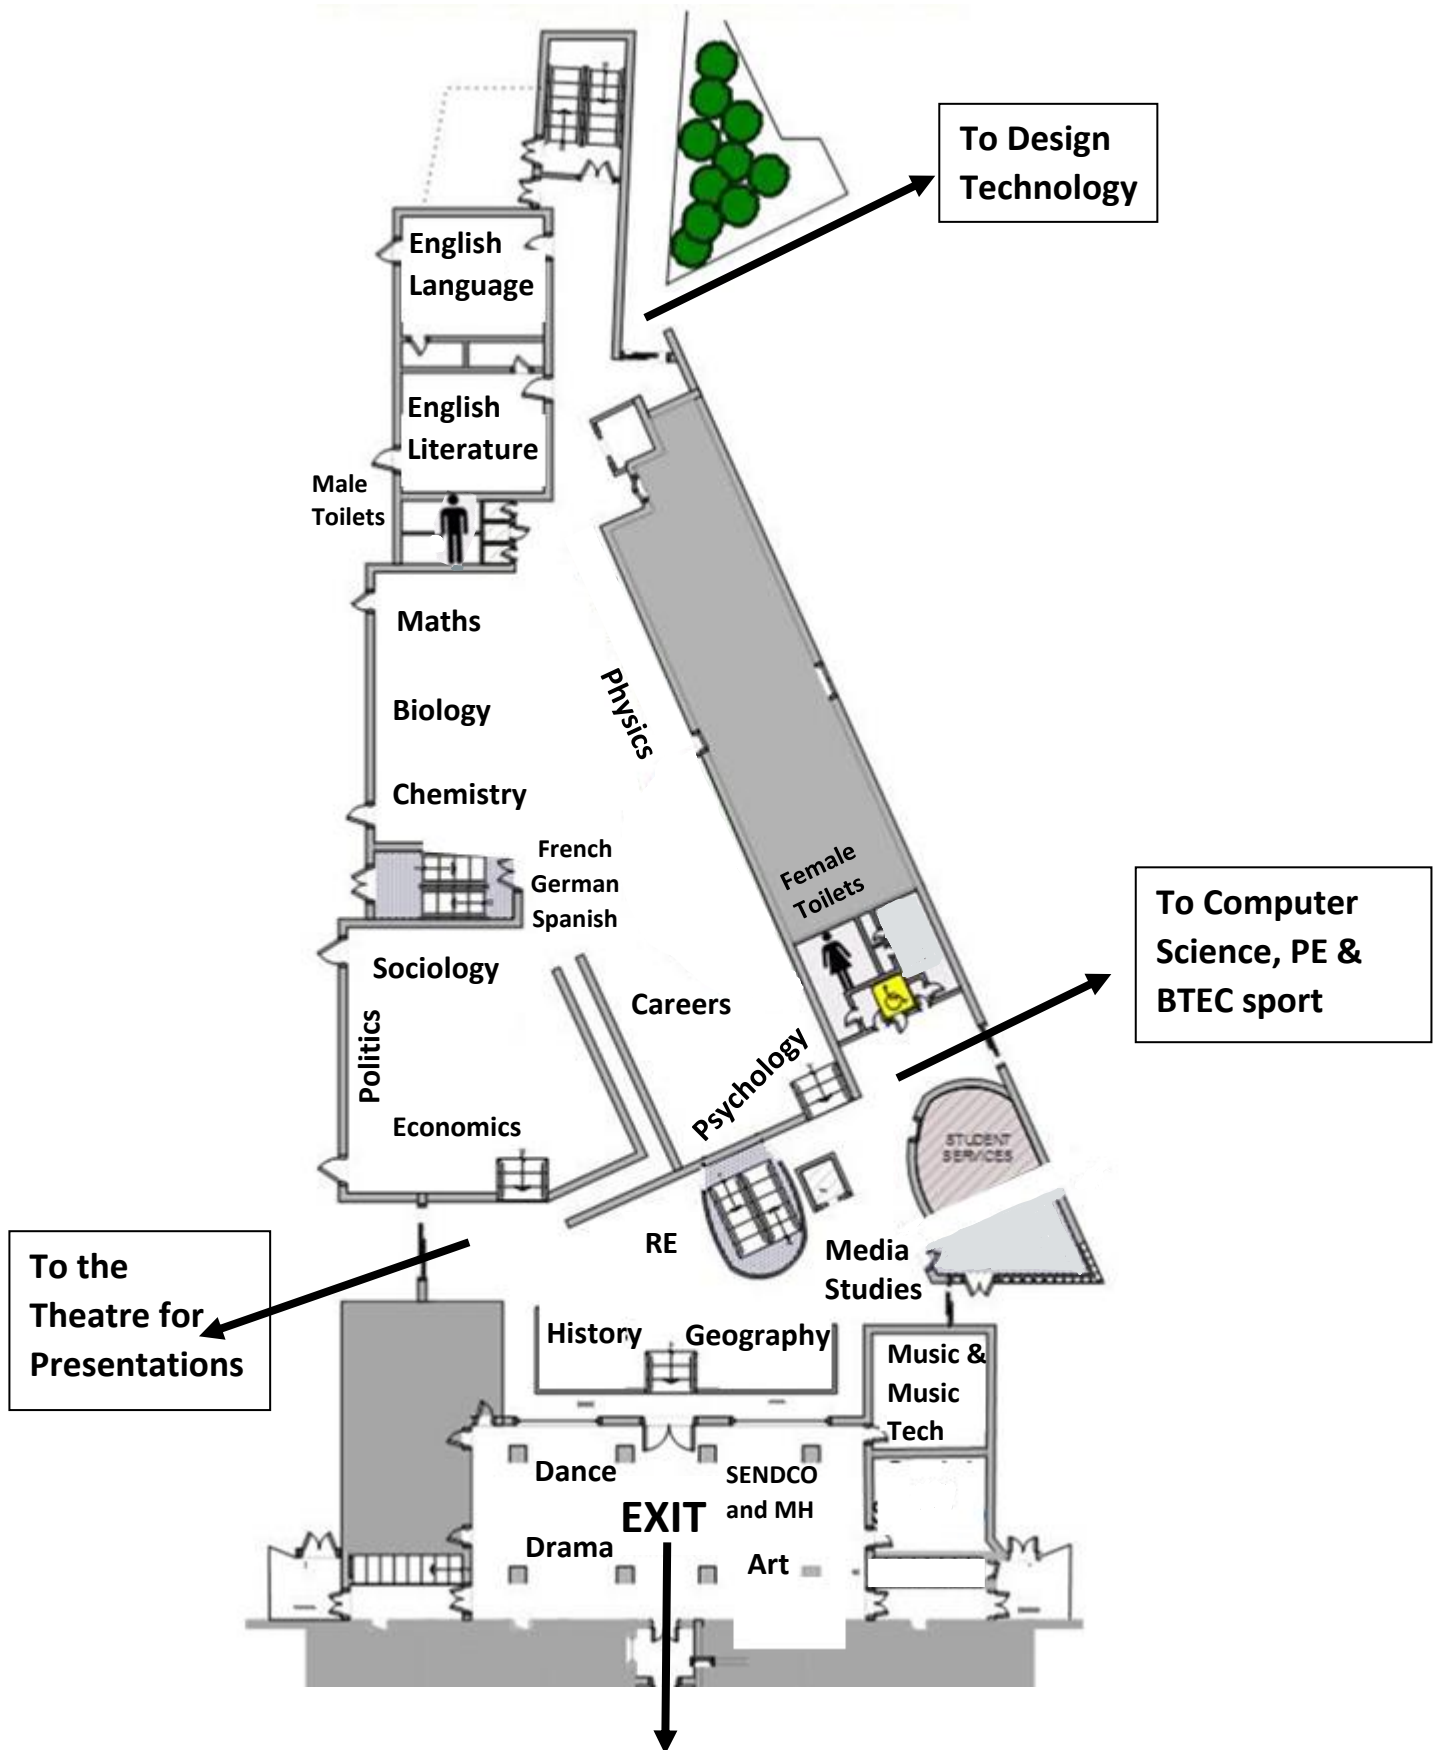 To Design
Technology
English
Language
English
Literature
Male
Toilets
Maths
Physics
Biology
Chemistry
French
German
Spanish
Female
Toilets
To Computer
Science, PE &
BTEC sport
Sociology
Careers
Politics
Psychology
Economics
STUDENT
SERVICES
RE
Media
Studies
To the
Theatre for
Presentations
History
Geography
Music &
Music
Tech
Dance
SENDCO
and MH
EXIT
Drama
Art